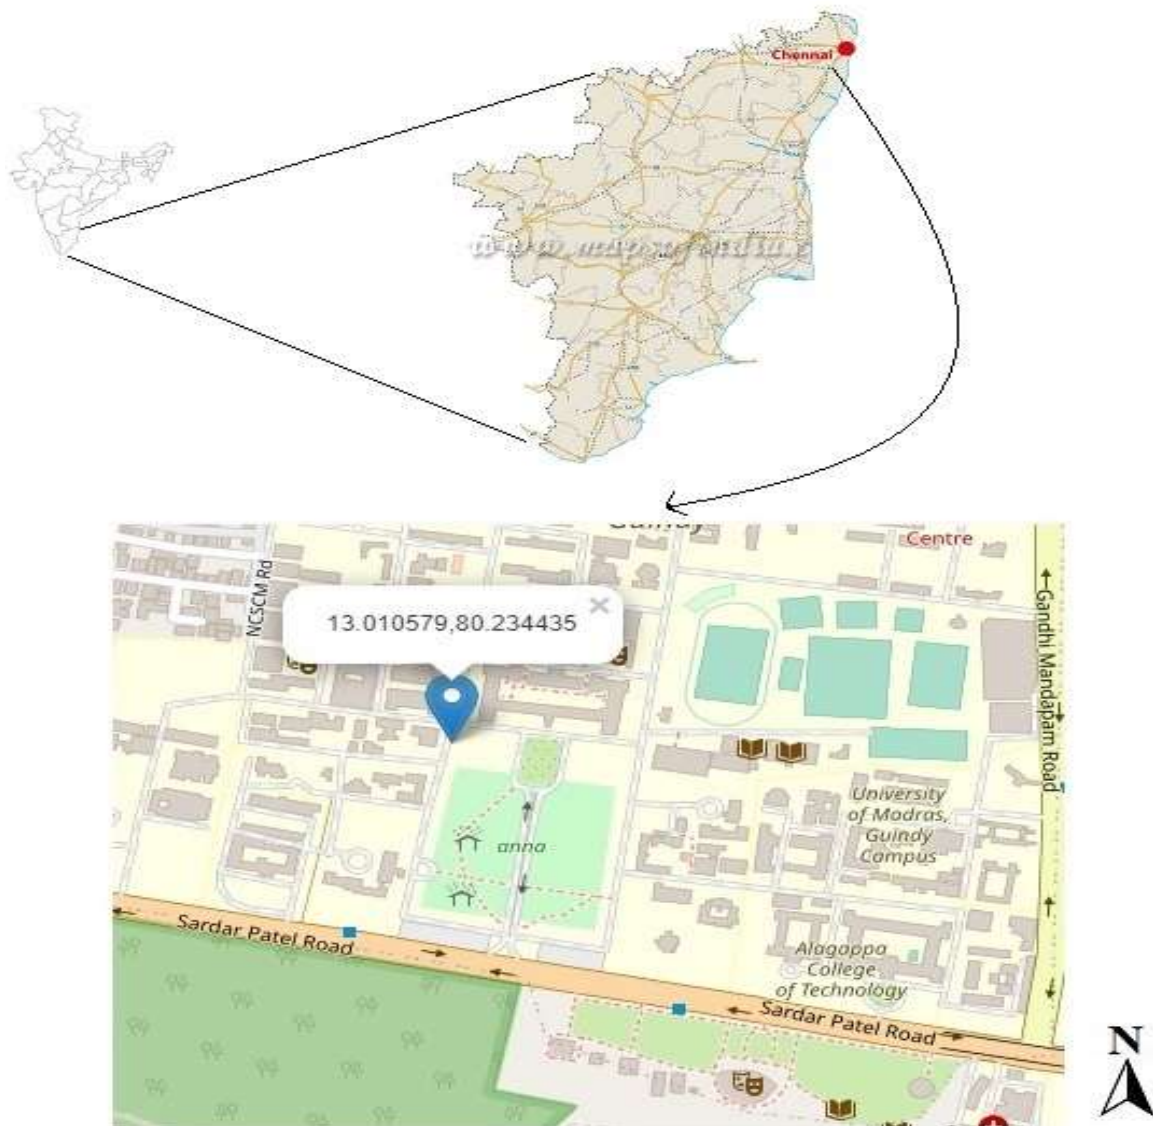 Chennai
www.mapsofindia.c
Guindy
Centre
NCSCM Rd
13.010579,80.234435
×
Gandhi Mandapam Road
University
of Madras,
Guindy
Campus
anna
Sardar Patel Road
Alagappa
College
of Technology
Sardar Patel Road
N